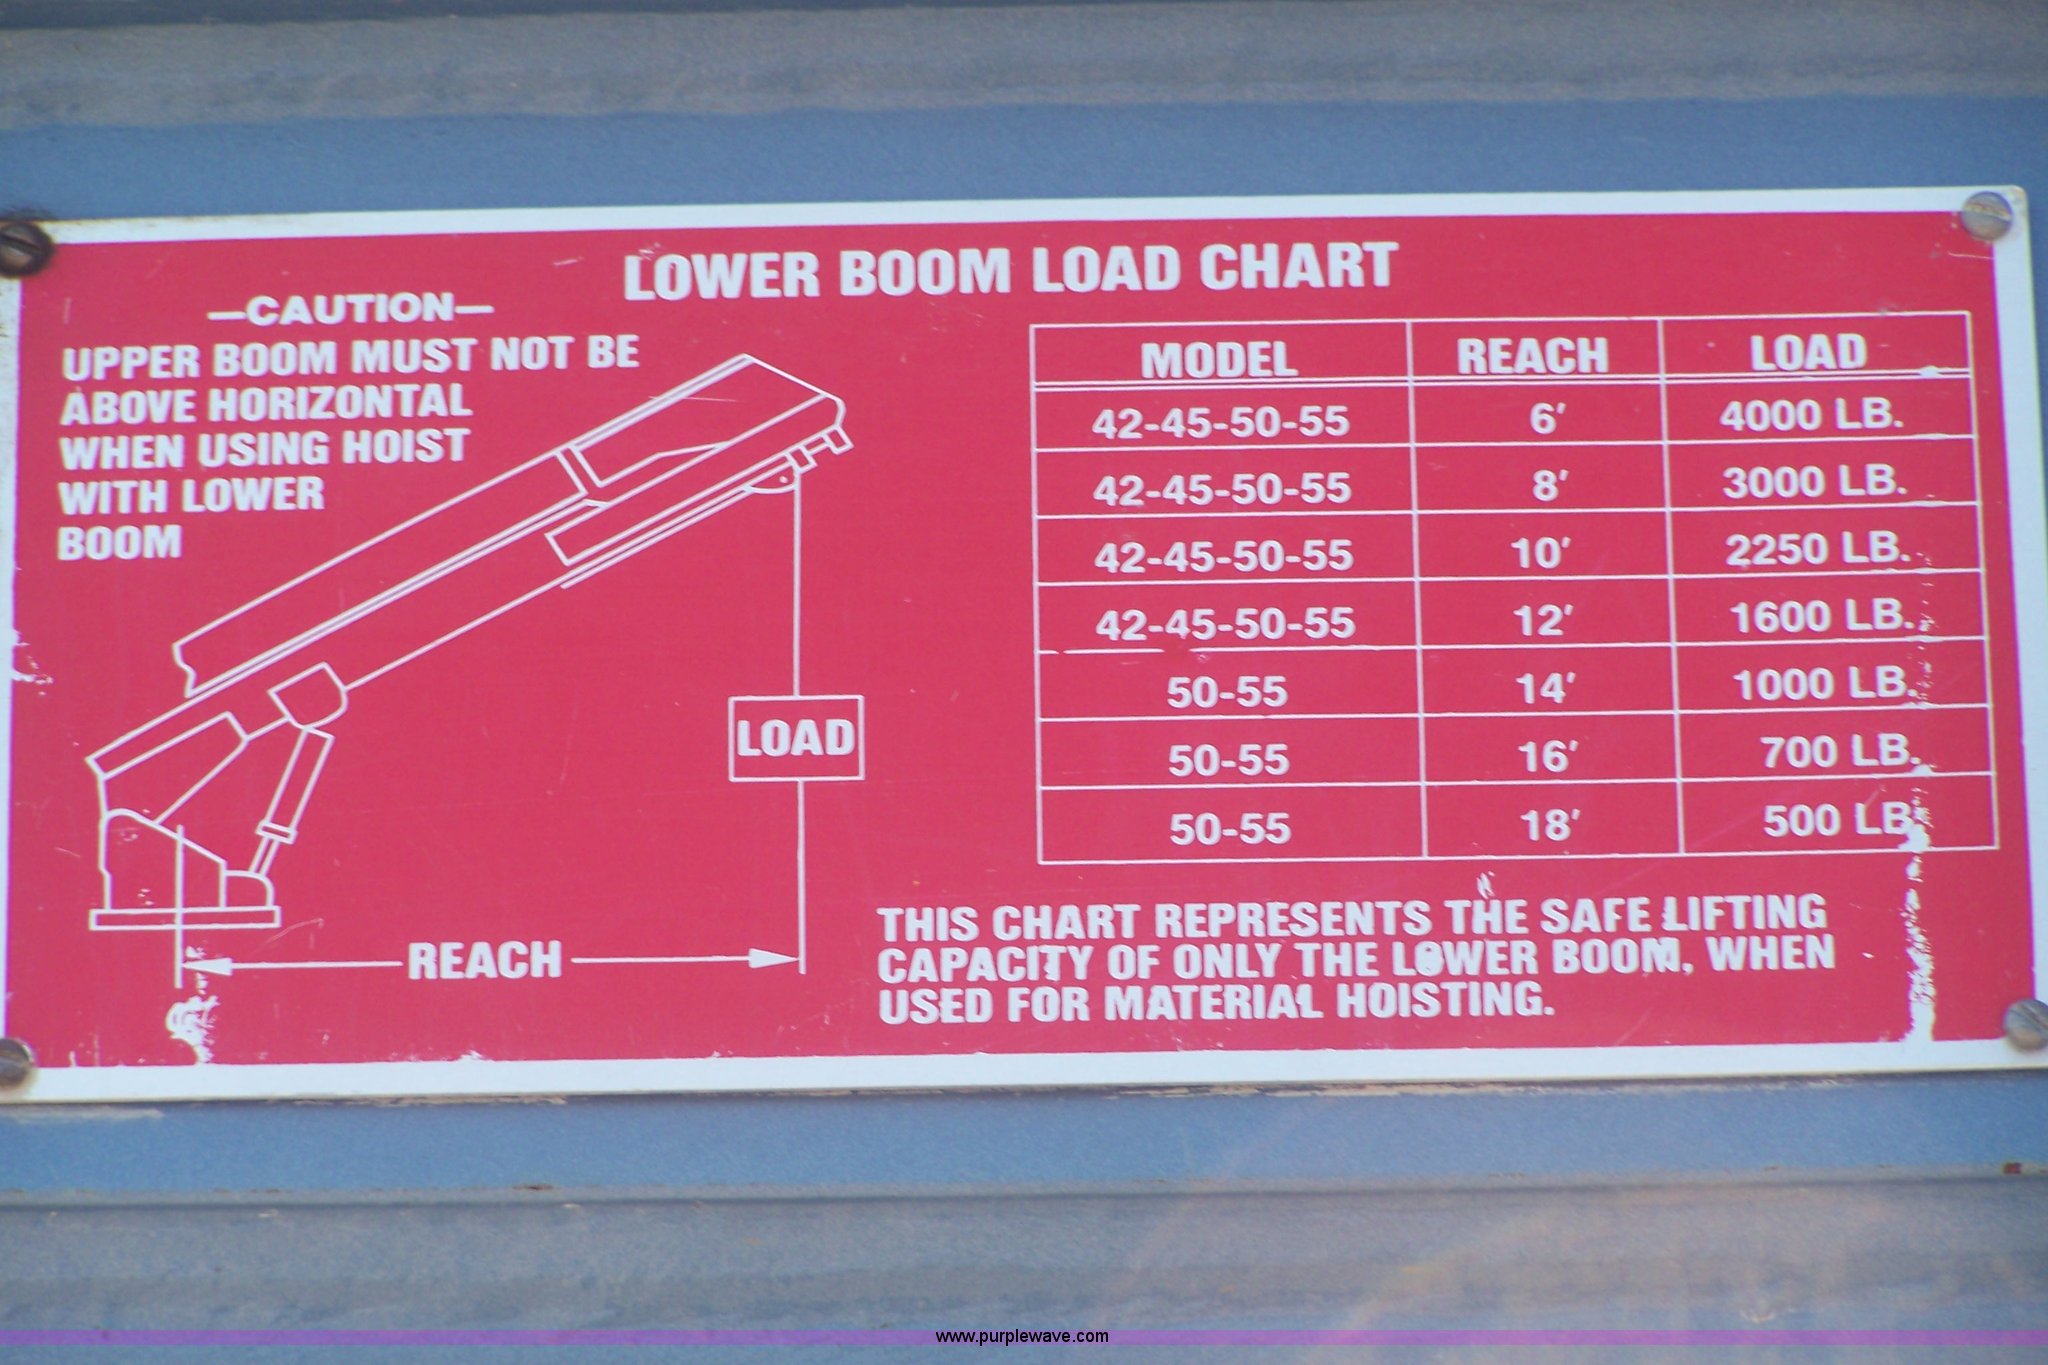 LOWER BOOM LOAD CHART
—CAUTION—
UPPER BOOM MUST NOT BE
ABOVE HORIZONTAL
WHEN USING HOIST
WITH LOWER
BOOM
LOAD
REACH
MODEL REACH LOAD
42-45-50-55 6' 4000 LB.
42-45-50-55 8' 3000 LB.
42-45-50-55 10' 2250 LB.
42-45-50-55 12' 1600 LB.
50-55 14' 1000 LB.
50-55 16' 700 LB.
50-55 18' 500 LB.
THIS CHART REPRESENTS THE SAFE LIFTING
CAPACITY OF ONLY THE LOWER BOOM, WHEN
USED FOR MATERIAL HOISTING.
www.purplewave.com